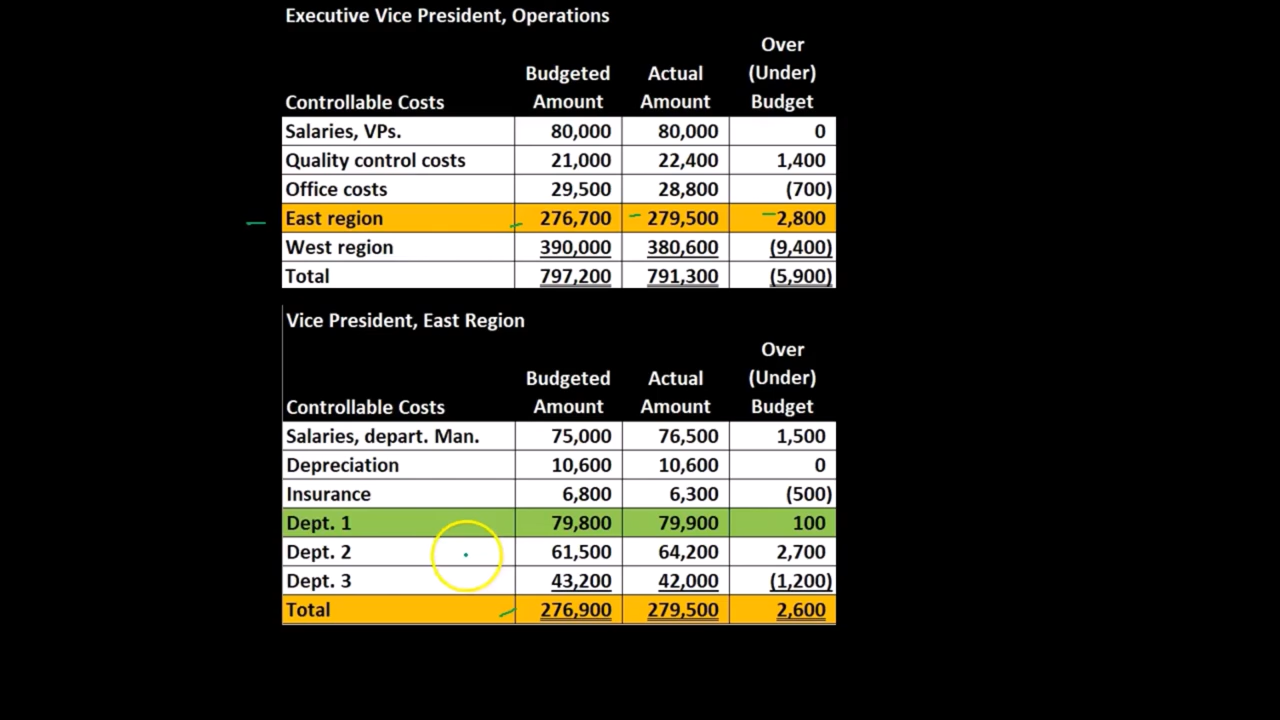 Executive Vice President, Operations
Over
Budgeted Actual (Under)
Controllable Costs Amount Amount Budget
Salaries, VPs. 80,000 80,000 0
Quality control costs 21,000 22,400 1,400
Office costs 29,500 28,800 (700)
East region 276,700 279,500 2,800
West region 390,000 380,600 (9,400)
Total 797,200 791,300 (5,900)
Vice President, East Region
Over
Budgeted Actual (Under)
Controllable Costs Amount Amount Budget
Salaries, depart. Man. 75,000 76,500 1,500
Depreciation 10,600 10,600 0
Insurance 6,800 6,300 (500)
Dept. 1 79,800 79,900 100
Dept. 2 61,500 64,200 2,700
Dept. 3 43,200 42,000 (1,200)
Total 276,900 279,500 2,600